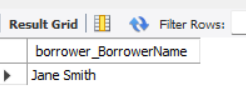 Result Grid Filter Rows:
borrower_BorrowerName
Jane Smith